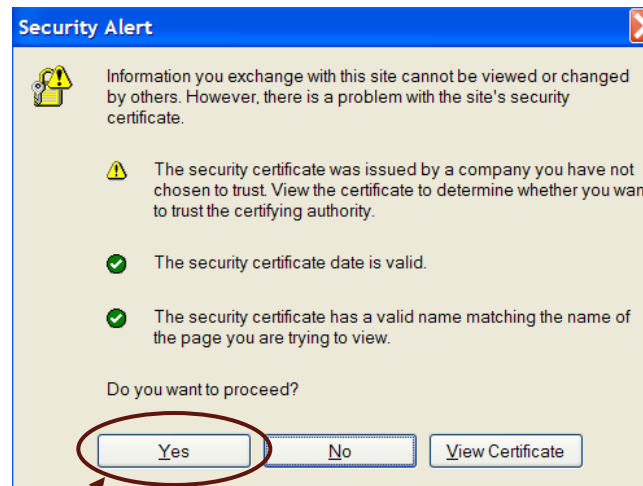 Security Alert
Information you exchange with this site cannot be viewed or changed
by others. However, there is a problem with the site's security
certificate.
The security certificate was issued by a company you have not
chosen to trust. View the certificate to determine whether you wan
to trust the certifying authority.
The security certificate date is valid.
The security certificate has a valid name matching the name of
the page you are trying to view.
Do you want to proceed?
Yes No View Certificate